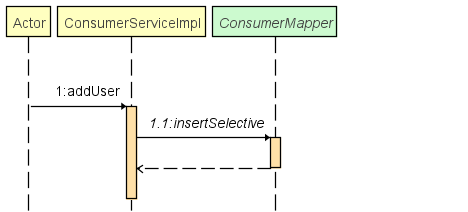 Actor
ConsumerServiceImpl
ConsumerMapper
1:addUser
1.1:insertSelective